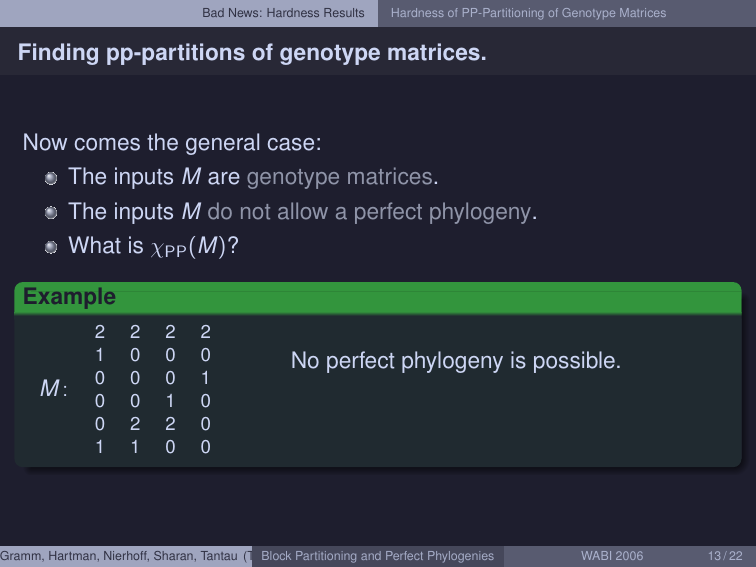 Bad News: Hardness Results Hardness of PP-Partitioning of Genotype Matrices
Finding pp-partitions of genotype matrices.
Now comes the general case:
The inputs M are genotype matrices.
The inputs M do not allow a perfect phylogeny.
What is χPP(M)?
Example
2 2 2 2
1 0 0 0
0 0 0 1
M:
0 0 1 0
0 2 2 0
1 1 0 0
No perfect phylogeny is possible.
Gramm, Hartman, Nierhoff, Sharan, Tantau (T Block Partitioning and Perfect Phylogenies WABI 2006 13 / 22